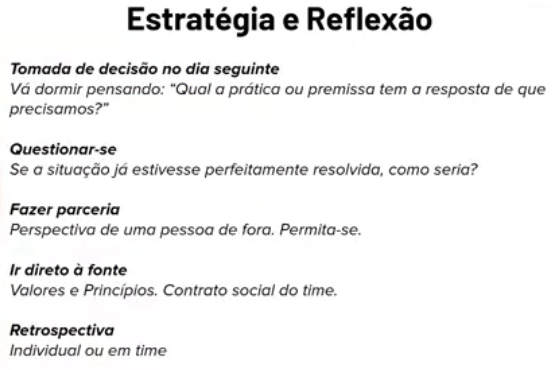 Estratégia e Reflexão
Tomada de decisão no dia seguinte
Vá dormir pensando: “Qual a prática ou premissa tem a resposta de que
precisamos?”
Questionar-se
Se a situação já estivesse perfeitamente resolvida, como seria?
Fazer parceria
Perspectiva de uma pessoa de fora. Permita-se.
Ir direto à fonte
Valores e Princípios. Contrato social do time.
Retrospectiva
Individual ou em time